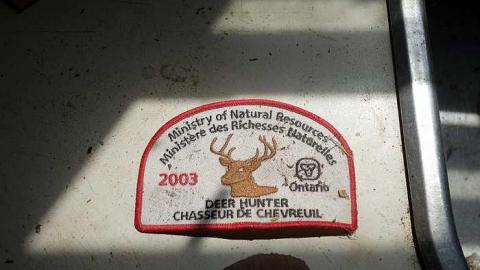 Ministry of Natural Resources
Ministère des Richesses Naturelles
2003
Ontario
DEER HUNTER
CHASSEUR DE CHEVREUIL